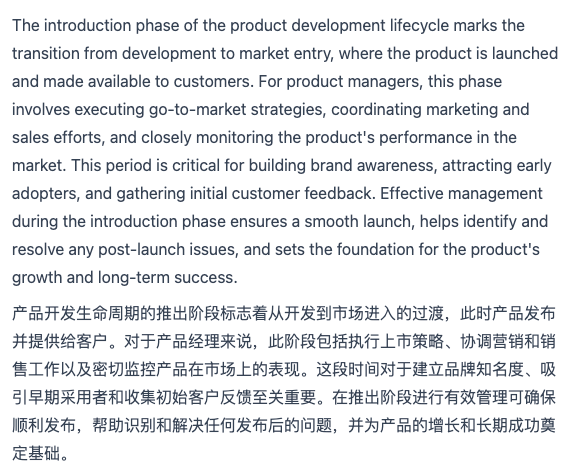 The introduction phase of the product development lifecycle marks the
transition from development to market entry, where the product is launched
and made available to customers. For product managers, this phase
involves executing go-to-market strategies, coordinating marketing and
sales efforts, and closely monitoring the product's performance in the
market. This period is critical for building brand awareness, attracting early
adopters, and gathering initial customer feedback. Effective management
during the introduction phase ensures a smooth launch, helps identify and
resolve any post-launch issues, and sets the foundation for the product's
growth and long-term success.
产品开发生命周期的推出阶段标志着从开发到市场进入的过渡，此时产品发布
并提供给客户。对于产品经理来说，此阶段包括执行上市策略、协调营销和销
售工作以及密切监控产品在市场上的表现。这段时间对于建立品牌知名度、吸
引早期采用者和收集初始客户反馈至关重要。在推出阶段进行有效管理可确保
顺利发布，帮助识别和解决任何发布后的问题，并为产品的增长和长期成功奠
定基础。